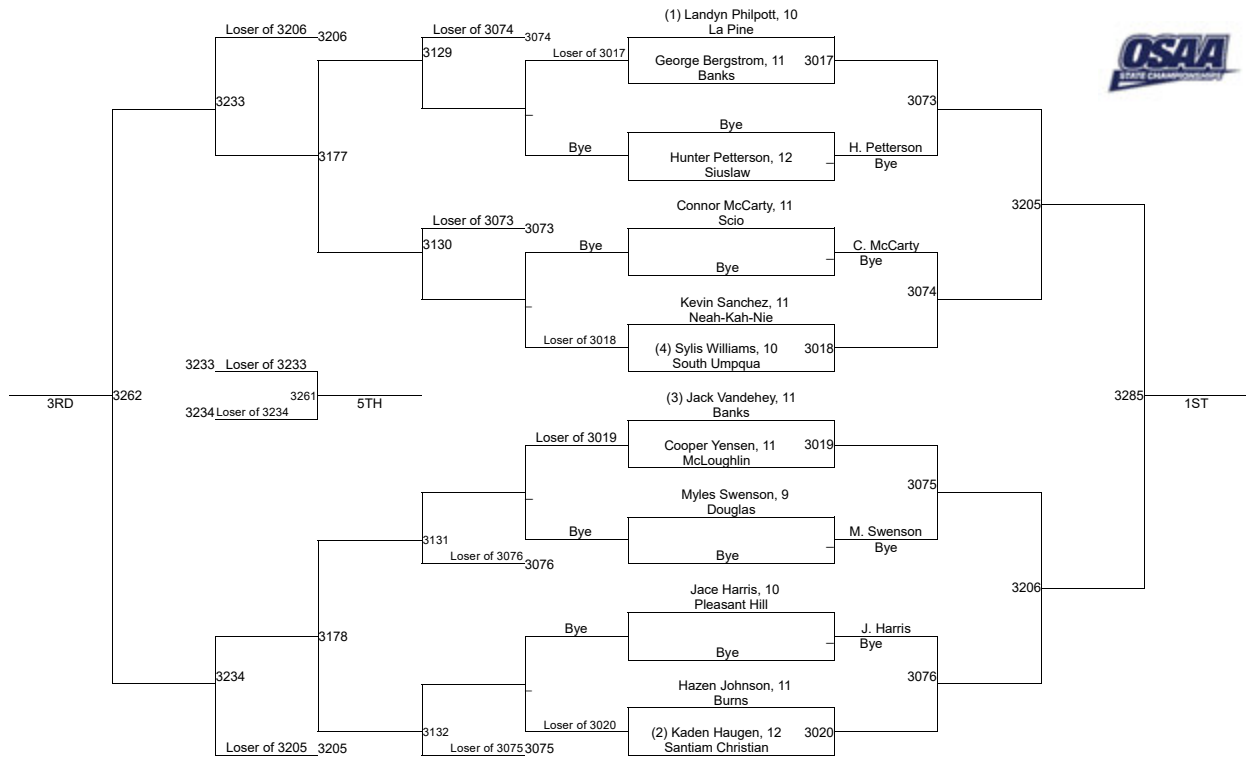 (1) Landyn Philpott, 10
La Pine
Loser of 3206 3206
Loser of 3074 3074
OSAA
STATE CHAMPIONSHIPS
3129
Loser of 3017
George Bergstrom, 11 3017
Banks
3233
3073
Bye
Bye
H. Petterson
3177
Hunter Petterson, 12
Siuslaw
Bye
Connor McCarty, 11
Scio
3205
Loser of 3073 3073
3130
Bye
C. McCarty
Bye
Bye
3074
Kevin Sanchez, 11
Neah-Kah-Nie
Loser of 3018
(4) Sylis Williams, 10 3018
South Umpqua
3233 Loser of 3233
3262
3261
3285
3RD
5TH
1ST
3234 Loser of 3234
(3) Jack Vandehey, 11
Banks
Loser of 3019
Cooper Yensen, 11 3019
McLoughlin
3075
Myles Swenson, 9
Douglas
Bye
M. Swenson
3131
Bye
Bye
Loser of 3076 3076
Jace Harris, 10
Pleasant Hill
3206
Bye
J. Harris
3178
Bye
Bye
3234
3076
Hazen Johnson, 11
Burns
Loser of 3020
3132
(2) Kaden Haugen, 12 3020
Santiam Christian
Loser of 3205 3205
Loser of 3075 3075